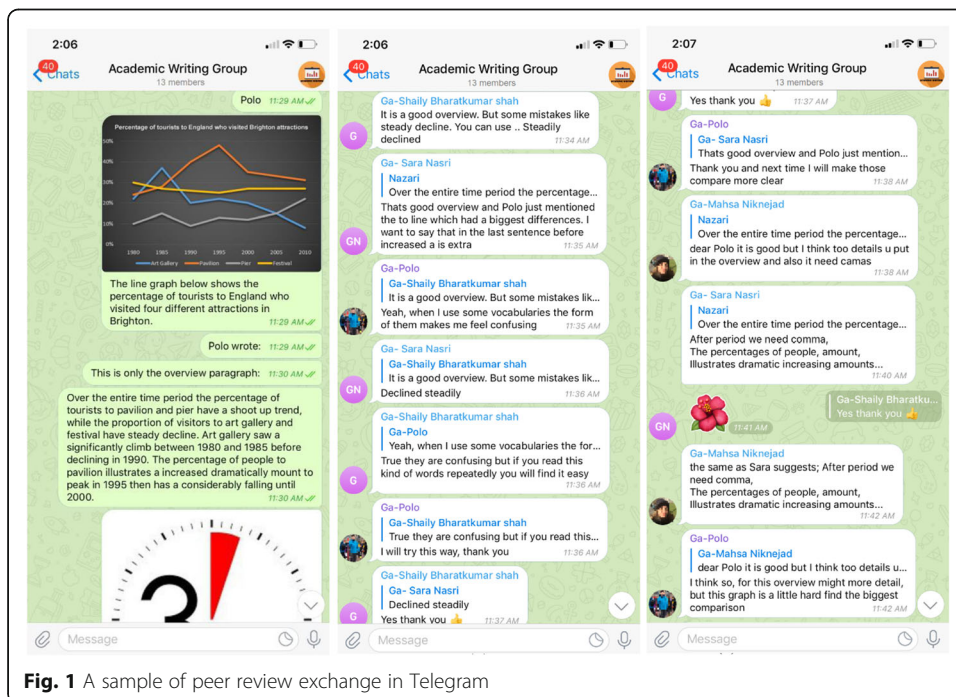 2:06
40
Chats
Academic Writing Group
13 members
Polo 11:29 AM
Percentage of tourists to England who visited Brighton attractions
50%
40%
30%
20%
10%
0%
1980 1985 1990 1995 2000 2005 2010
Art Gallery Pavilion Pier Festival
The line graph below shows the
percentage of tourists to England who
visited four different attractions in
Brighton. 11:29 AM
Polo wrote: 11:29 AM
This is only the overview paragraph: 11:30 AM
Over the entire time period the percentage of
tourists to pavilion and pier have a shoot up trend,
while the proportion of visitors to art gallery and
festival have steady decline. Art gallery saw a
significantly climb between 1980 and 1985 before
declining in 1990. The percentage of people to
pavilion illustrates a increased dramatically mount to
peak in 1995 then has a considerably falling until
2000. 11:30 AM
3
Message
2:06
40
Chats
Academic Writing Group
13 members
Ga-Shaily Bharatkumar shah
It is a good overview. But some mistakes like
steady decline. You can use .. Steadily
declined 11:34 AM
G
Ga- Sara Nasri
Nazari
Over the entire time period the percentage...
Thats good overview and Polo just mentioned
the to line which had a biggest differences. I
want to say that in the last sentence before
increased a is extra 11:35 AM
GN
Ga-Polo
Ga-Shaily Bharatkumar shah
It is a good overview. But some mistakes lik...
Yeah, when I use some vocabularies the form
of them makes me feel confusing 11:35 AM
Ga- Sara Nasri
Ga-Shaily Bharatkumar shah
It is a good overview. But some mistakes lik...
Declined steadily 11:36 AM
GN
Ga-Shaily Bharatkumar shah
Ga-Polo
Yeah, when I use some vocabularies the for...
True they are confusing but if you read this
kind of words repeatedly you will find it easy
11:36 AM
G
Ga-Polo
Ga-Shaily Bharatkumar shah
True they are confusing but if you read this...
I will try this way, thank you 11:36 AM
Ga-Shaily Bharatkumar shah
Ga- Sara Nasri
Declined steadily
Yes thank you 👍 11:37 AM
G
Message
2:07
40
Chats
Academic Writing Group
13 members
G
Yes thank you 👍 11:37 AM
Ga-Polo
Ga- Sara Nasri
Thats good overview and Polo just mention...
Thank you and next time I will make those
compare more clear 11:38 AM
Ga-Mahsa Niknejad
Nazari
Over the entire time period the percentage...
dear Polo it is good but I think too details u put
in the overview and also it need camas
11:38 AM
Ga- Sara Nasri
Nazari
Over the entire time period the percentage...
After period we need comma,
The percentages of people, amount,
Illustrates dramatic increasing amounts...
11:40 AM
Ga-Shaily Bharatku...
Yes thank you 👍
GN
11:41 AM
Ga-Mahsa Niknejad
the same as Sara suggests; After period we
need comma,
The percentages of people, amount,
Illustrates dramatic increasing amounts...
11:42 AM
Ga-Polo
Ga-Mahsa Niknejad
dear Polo it is good but I think too details u...
I think so, for this overview might more detail,
but this graph is a little hard find the biggest
comparison 11:42 AM
Message
Fig. 1 A sample of peer review exchange in Telegram